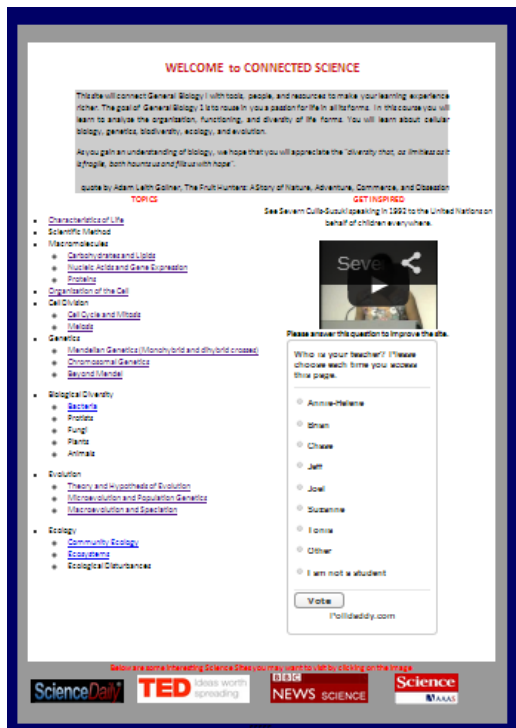 WELCOME to CONNECTED SCIENCE
This site will connect General Biology I with tools, people, and resources to make your learning experience
richer. The goal of General Biology I is to rouse in you a passion for life in all its forms. In this course you will
learn to analyze the organization, functioning, and diversity of life forms. You will learn about cellular
biology, genetics, biodiversity, ecology, and evolution.
As you gain an understanding of biology, we hope that you will appreciate the "diversity that, as limitless as it
is fragile, both haunts us and fills us with hope".
quote by Adam Leith Gollner, The Fruit Hunters: A Story of Nature, Adventure, Commerce, and Obsession
TOPICS
Characteristics of Life
Scientific Method
Macromolecules
Carbohydrates and Lipids
Nucleic Acids and Gene Expression
Proteins
Organization of the Cell
Cell Division
Cell Cycle and Mitosis
Meiosis
Genetics
Mendelian Genetics (Monohybrid and dihybrid crosses)
Chromosomal Genetics
Beyond Mendel
Biological Diversity
Bacteria
Protists
Fungi
Plants
Animals
Evolution
Theory and Hypothesis of Evolution
Microevolution and Population Genetics
Macroevolution and Speciation
Ecology
Community Ecology
Ecosystems
Ecological Disturbances
GET INSPIRED
See Severn Cullis-Suzuki speaking in 1992 to the United Nations on
behalf of children everywhere.
Seve
Please answer this question to improve the site.
Who is your teacher? Please
choose each time you access
this page.
Annie-Helene
Brian
Chase
Jeff
Joel
Suzanne
Tonia
Other
I am not a student
Vote
Polldaddy.com
Below are some interesting Science Sites you may want to visit by clicking on the image
ScienceDaily
TED Ideas worth
spreading
BBC
NEWS SCIENCE
Science
AAAS